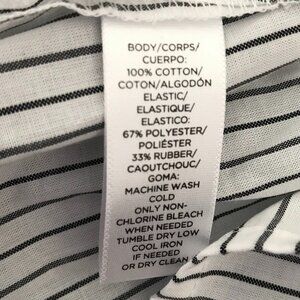 BODY/CORPS/
CUERPO:
100% COTTON/
COTON/ALGODÓN
ELASTIC/
ELASTIQUE/
ELASTICO:
67% POLYESTER/
POLIÉSTER
33% RUBBER/
CAOUTCHOUC/
GOMA:
MACHINE WASH
COLD
ONLY NON-
CHLORINE BLEACH
WHEN NEEDED
TUMBLE DRY LOW
COOL IRON
IF NEEDED
OR DRY CLEAN